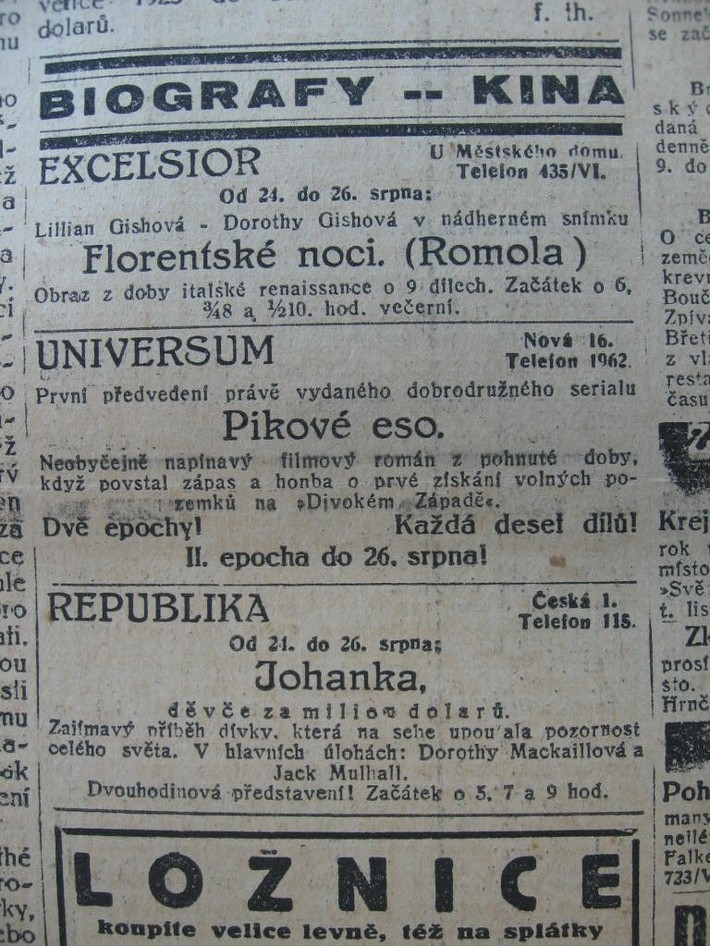 dolarů.
f. th.
BIOGRAFY -- KINA
EXCELSIOR
U Městského domu.
Telefon 435/VI.
Od 24. do 26. srpna:
Lillian Gishová - Dorothy Gishová v nádherném snímku
Florentské noci. (Romola)
Obraz z doby italské renaissance o 9 dílech. Začátek o 6,
¾8 a ½10. hod. večerní.
UNIVERSUM
Nová 16.
Telefon 1962.
První předvedení právě vydaného dobrodružného serialu
Pikové eso.
Neobyčejně napínavý filmový román z pohnuté doby,
když povstal zápas a honba o prvé získání volných po-
zemků na »Divokém Západě«.
Dvě epochy!
Každá deset dílů!
II. epocha do 26. srpna!
REPUBLIKA
Česká 1.
Telefon 118.
Od 24. do 26. srpna:
Johanka,
děvče za milion dolarů.
Zajímavý příběh dívky, která na sebe upou'ala pozornost
celého světa. V hlavních úlohách: Dorothy Mackaillová a
Jack Mulhall.
Dvouhodinová představení! Začátek o 5, 7 a 9 hod.
LOŽNICE
koupíte velice levně, též na splátky